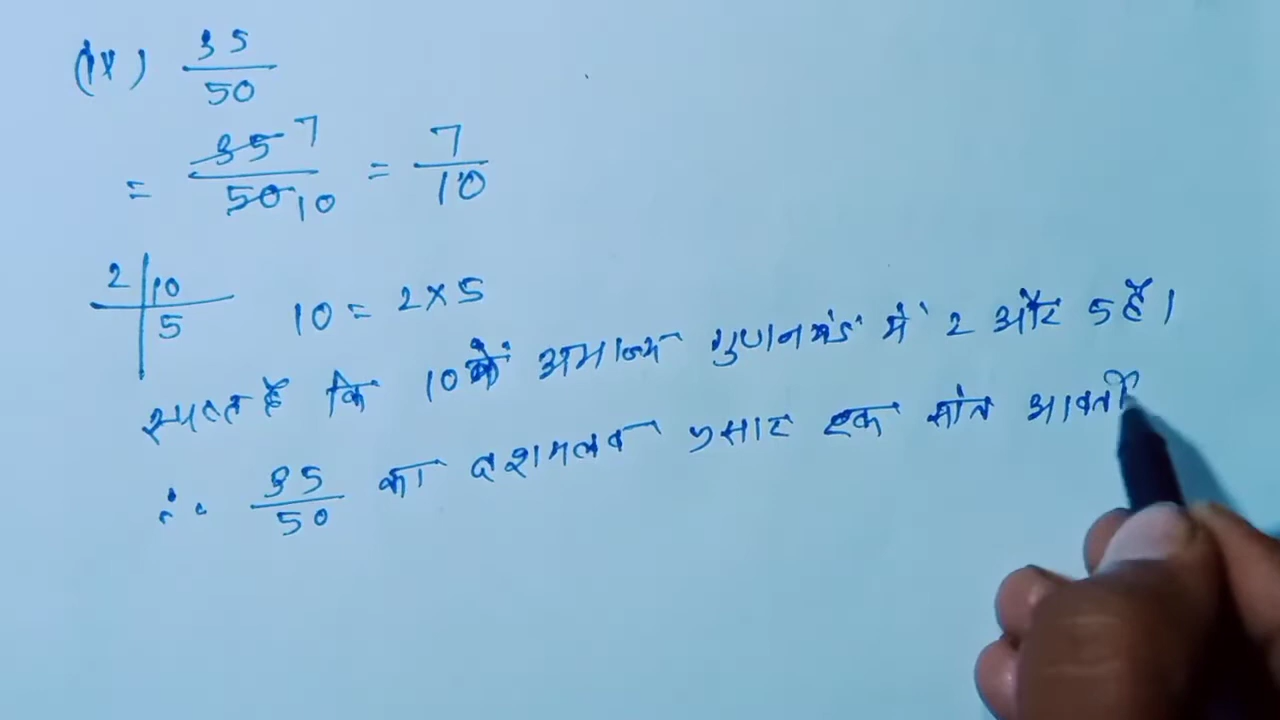 (iv) 35/50
= 35/50 7 10 = 7/10
2 | 10
5
10 = 2×5
स्पष्ट है कि 10 के अभाज्य गुणनखंड में 2 और 5 हैं।
∴ 35/50 का दशमलव प्रसार एक सांत आवर्ती